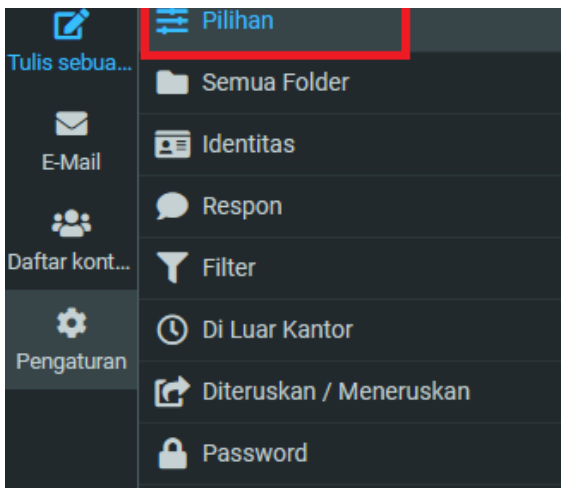 Tulis sebua...
E-Mail
Daftar kont...
Pengaturan
Pilihan
Semua Folder
Identitas
Respon
Filter
Di Luar Kantor
Diteruskan / Meneruskan
Password